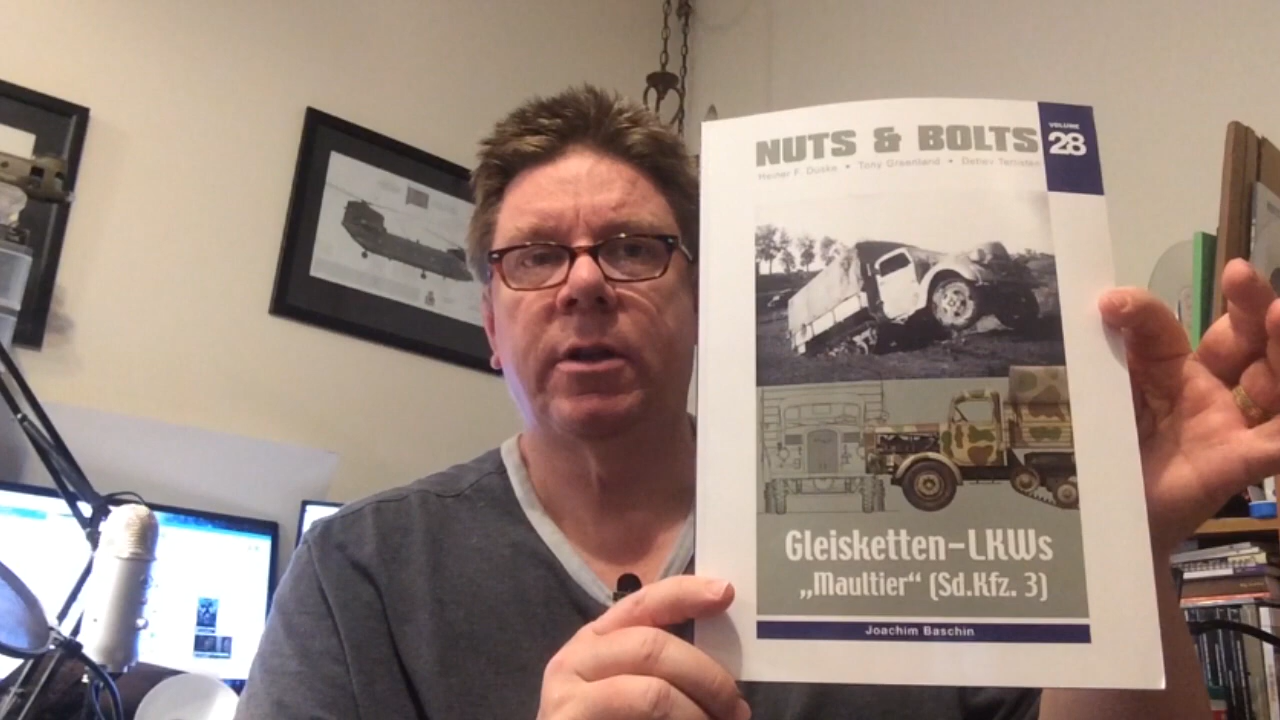 NUTS & BOLTS
VOLUME
28
Heiner F. Duske • Tony Greenland • Detlev Terlisten
Gleisketten-LKWs
„Maultier“ (Sd.Kfz. 3)
Joachim Baschin